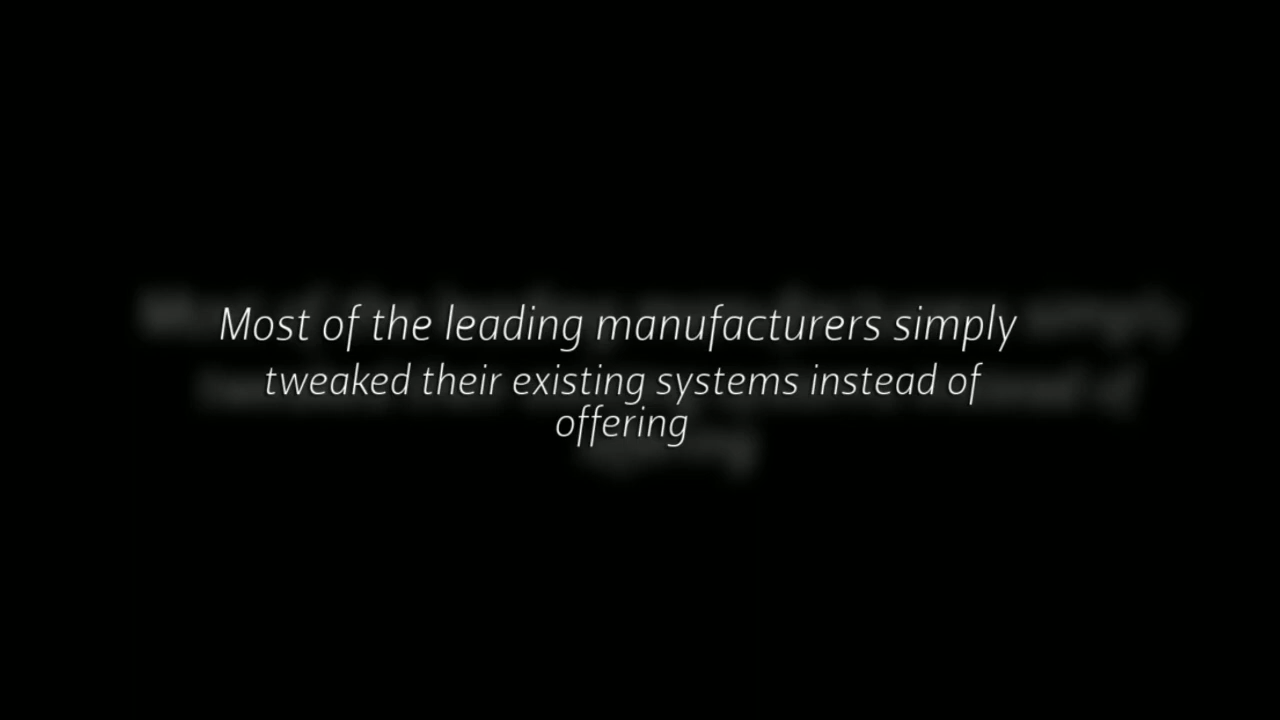 Most of the leading manufacturers simply
tweaked their existing systems instead of
offering